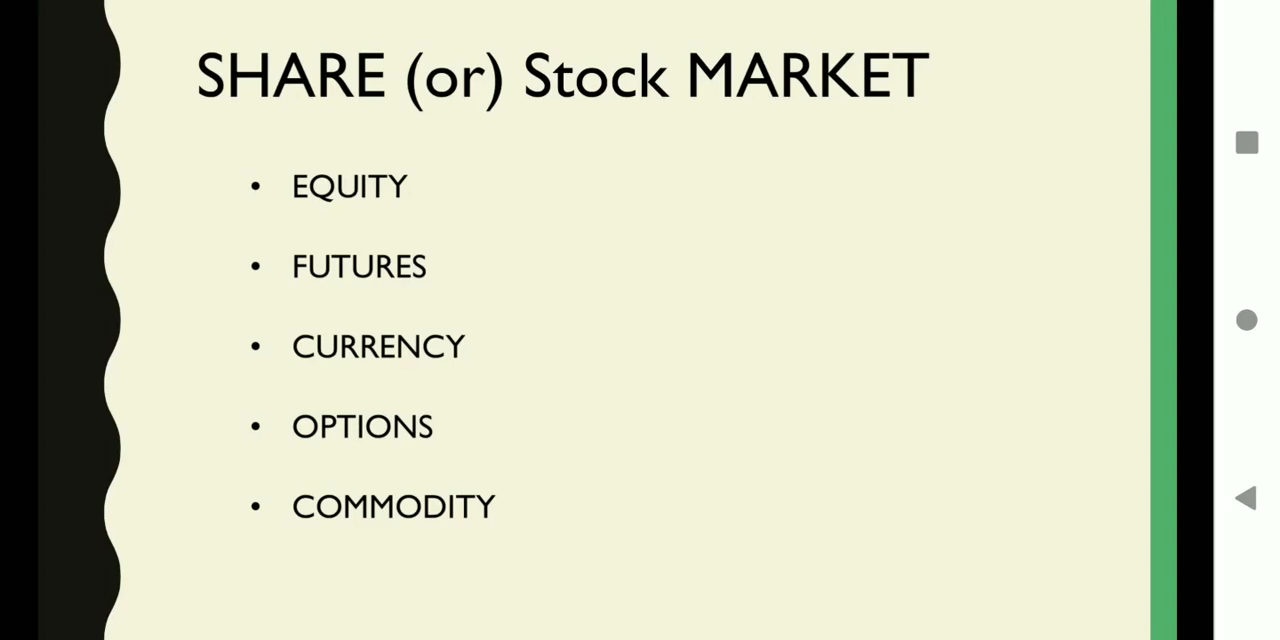 SHARE (or) Stock MARKET
• EQUITY
• FUTURES
• CURRENCY
• OPTIONS
• COMMODITY